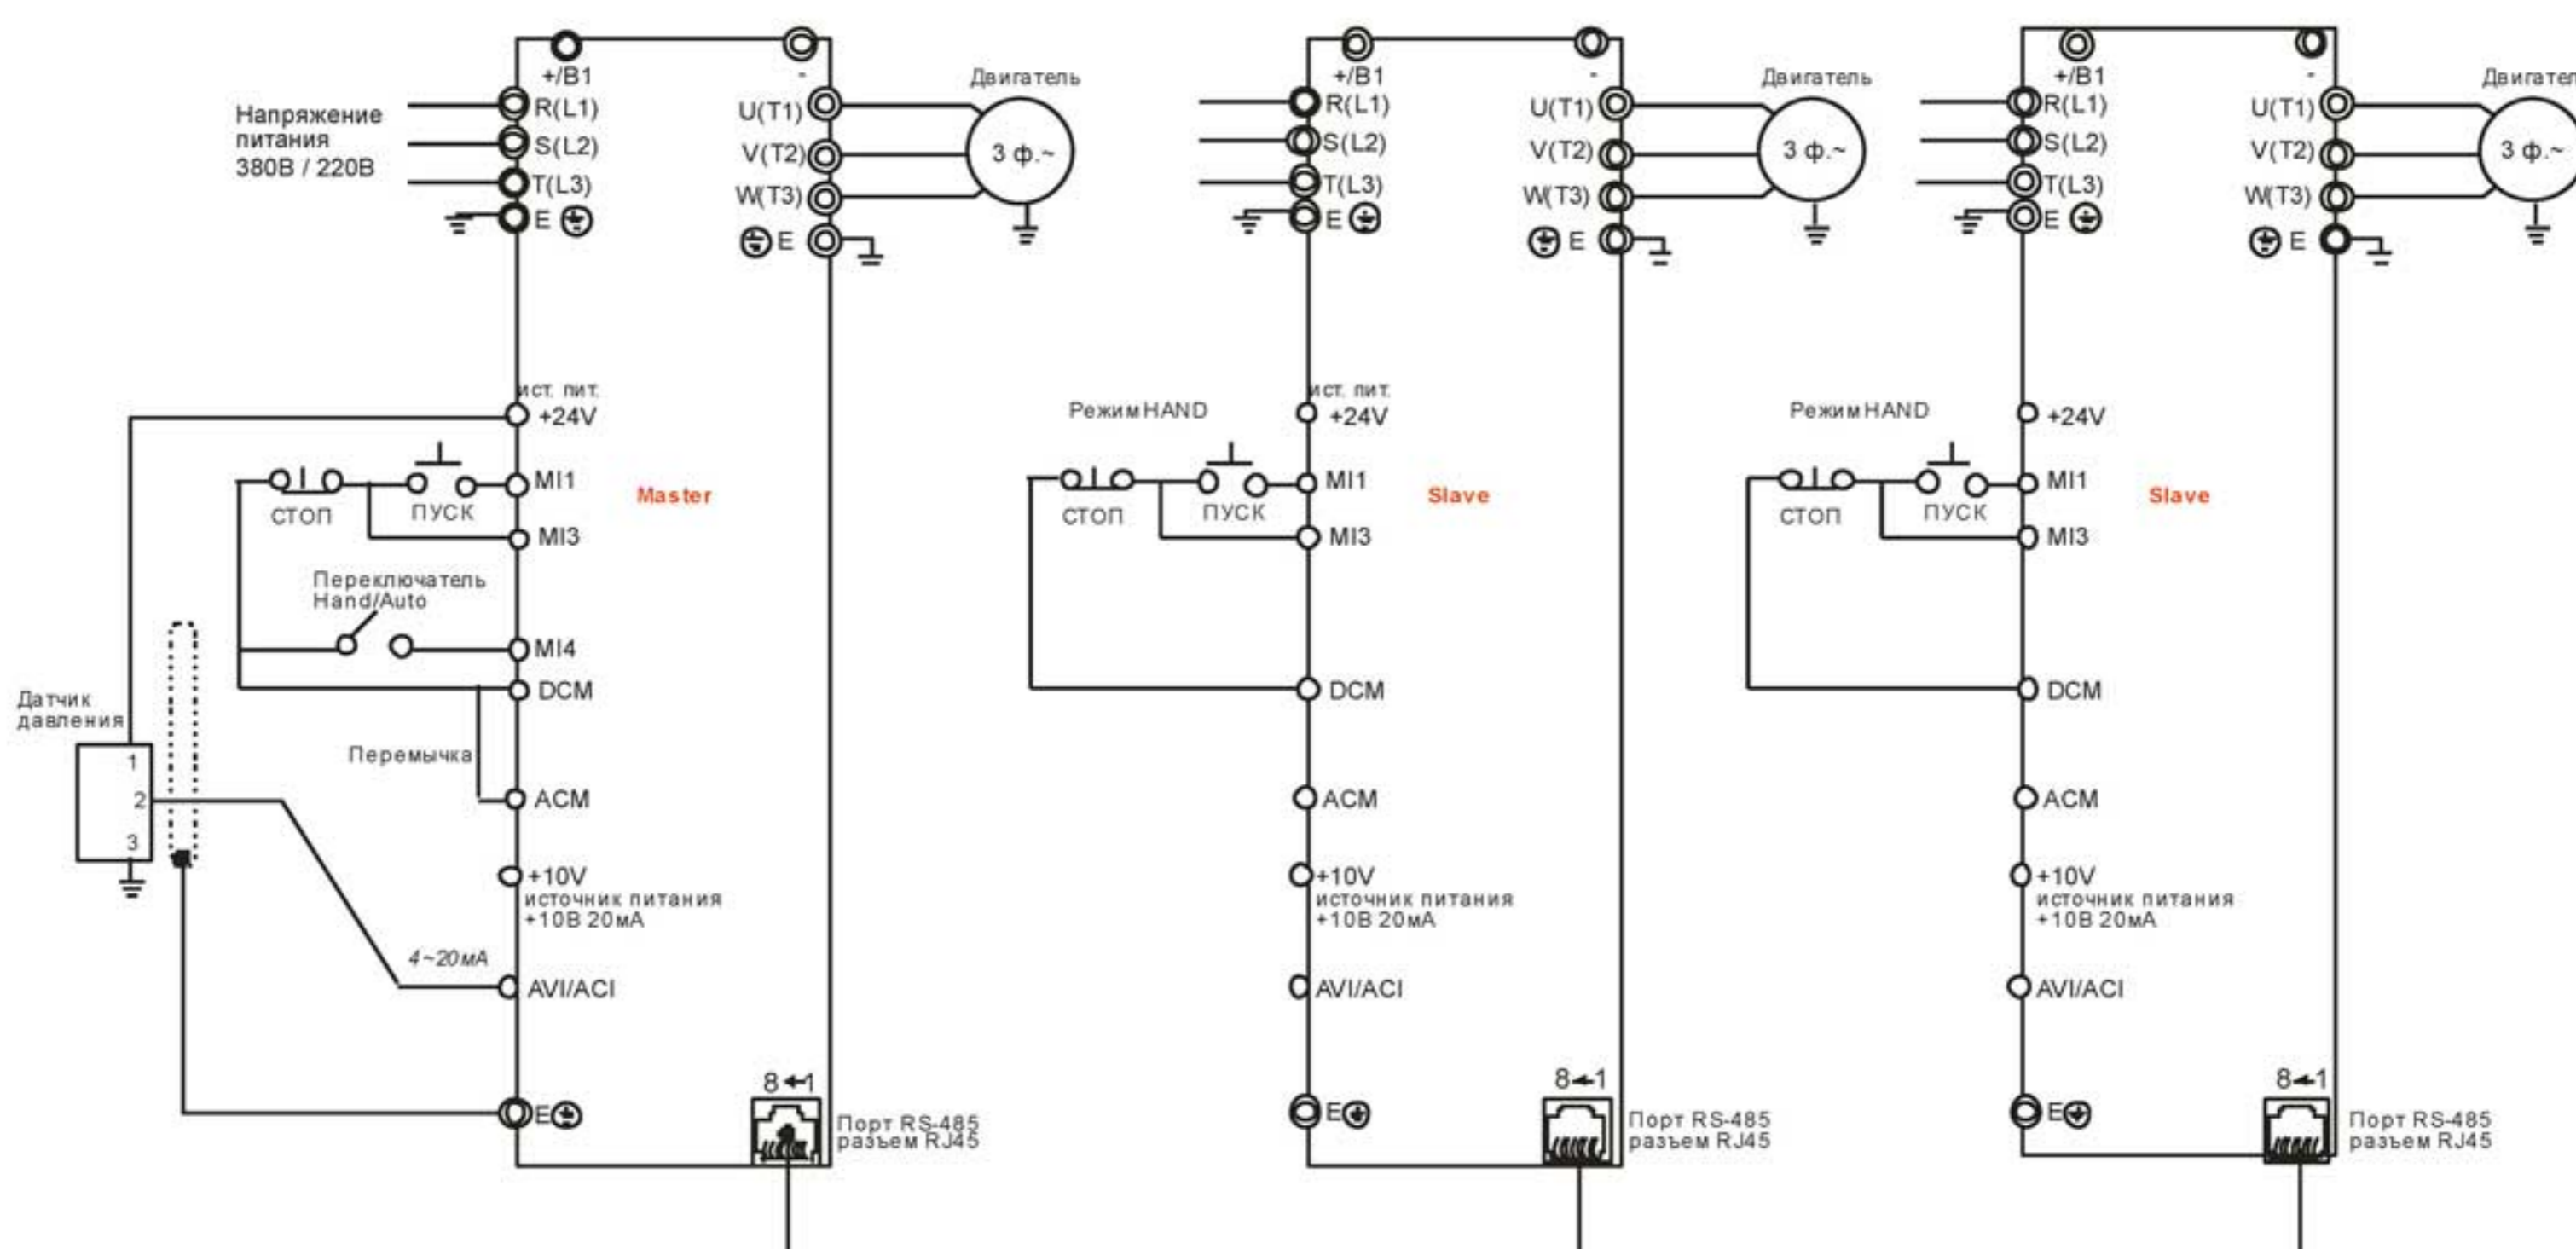 +/B1
-
Напряжение
питания
380В / 220В
R(L1)
S(L2)
T(L3)
E
U(T1)
V(T2)
W(T3)
E
Двигатель
3 ф.~
ист. пит.
+24V
MI1
СТОП
ПУСК
MI3
Master
Переключатель
Hand/Auto
MI4
DCM
Датчик
давления
1
2
3
Перемычка
ACM
+10V
источник питания
+10В 20мА
4~20мА
AVI/ACI
E
8 1
Порт RS-485
разъем RJ45
+/B1
-
R(L1)
S(L2)
T(L3)
E
U(T1)
V(T2)
W(T3)
E
Двигатель
3 ф.~
ист. пит.
Режим HAND
+24V
MI1
СТОП
ПУСК
MI3
Slave
DCM
ACM
+10V
источник питания
+10В 20мА
AVI/ACI
E
8 1
Порт RS-485
разъем RJ45
+/B1
-
R(L1)
S(L2)
T(L3)
E
U(T1)
V(T2)
W(T3)
E
Двигател
3 ф.~
Режим HAND
+24V
MI1
СТОП
ПУСК
MI3
Slave
DCM
ACM
+10V
источник питания
+10В 20мА
AVI/ACI
E
8 1
Порт RS-485
разъем RJ45